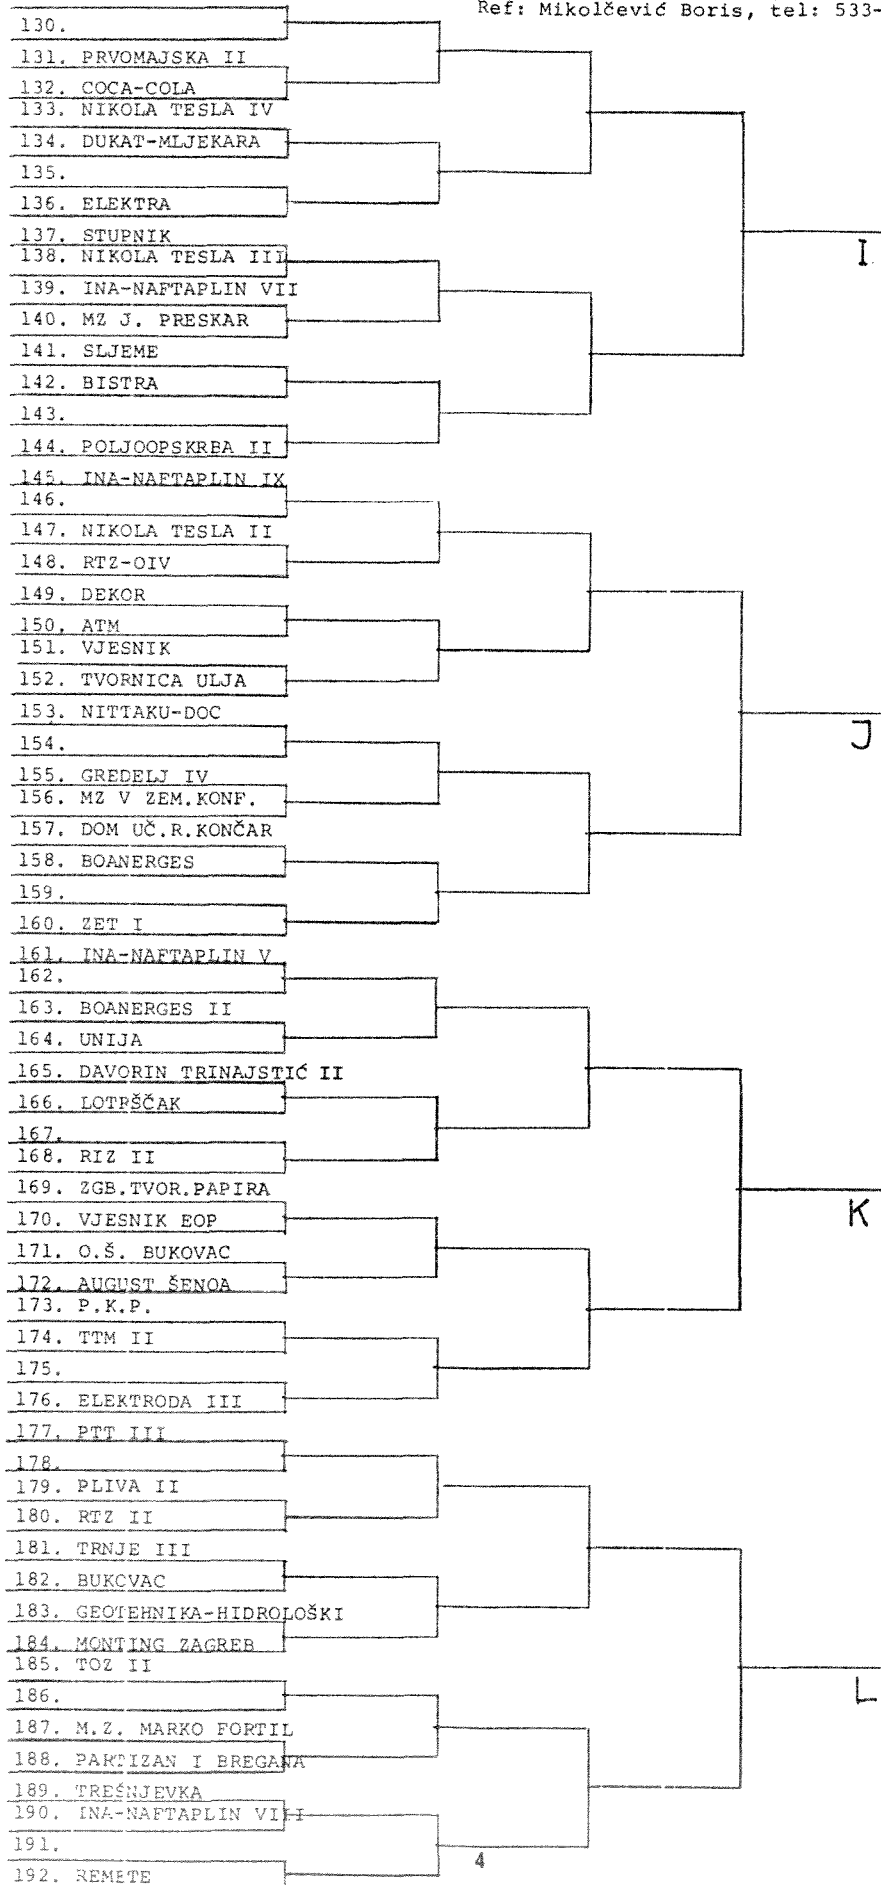 Ref: Mikolčević Boris, tel: 533-
130.
131. PRVOMAJSKA II
132. COCA-COLA
133. NIKOLA TESLA IV
134. DUKAT-MLJEKARA
135.
136. ELEKTRA
137. STUPNIK
138. NIKOLA TESLA III
I
139. INA-NAFTAPLIN VII
140. MZ J. PRESKAR
141. SLJEME
142. BISTRA
143.
144. POLJOOPSKRBA II
145. INA-NAFTAPLIN IX
146.
147. NIKOLA TESLA II
148. RTZ-OIV
149. DEKOR
150. ATM
151. VJESNIK
152. TVORNICA ULJA
153. NITTAKU-DOC
154.
J
155. GREDELJ IV
156. MZ V ZEM.KONF.
157. DOM UČ.R.KONČAR
158. BOANERGES
159.
160. ZET I
161. INA-NAFTAPLIN V
162.
163. BOANERGES II
164. UNIJA
165. DAVORIN TRINAJSTIĆ II
166. LOTRŠČAK
167.
168. RIZ II
169. ZGB.TVOR.PAPIRA
170. VJESNIK EOP
K
171. O.Š. BUKOVAC
172. AUGUST ŠENOA
173. P.K.P.
174. TTM II
175.
176. ELEKTRODA III
177. PTT III
178.
179. PLIVA II
180. RTZ II
181. TRNJE III
182. BUKOVAC
183. GEOTEHNIKA-HIDROLOŠKI
184. MONTING ZAGREB
185. TOZ II
186.
L
187. M.Z. MARKO FORTIL
188. PARTIZAN I BREGANA
189. TREŠNJEVKA
190. INA-NAFTAPLIN VIII
191.
4
192. REMETE